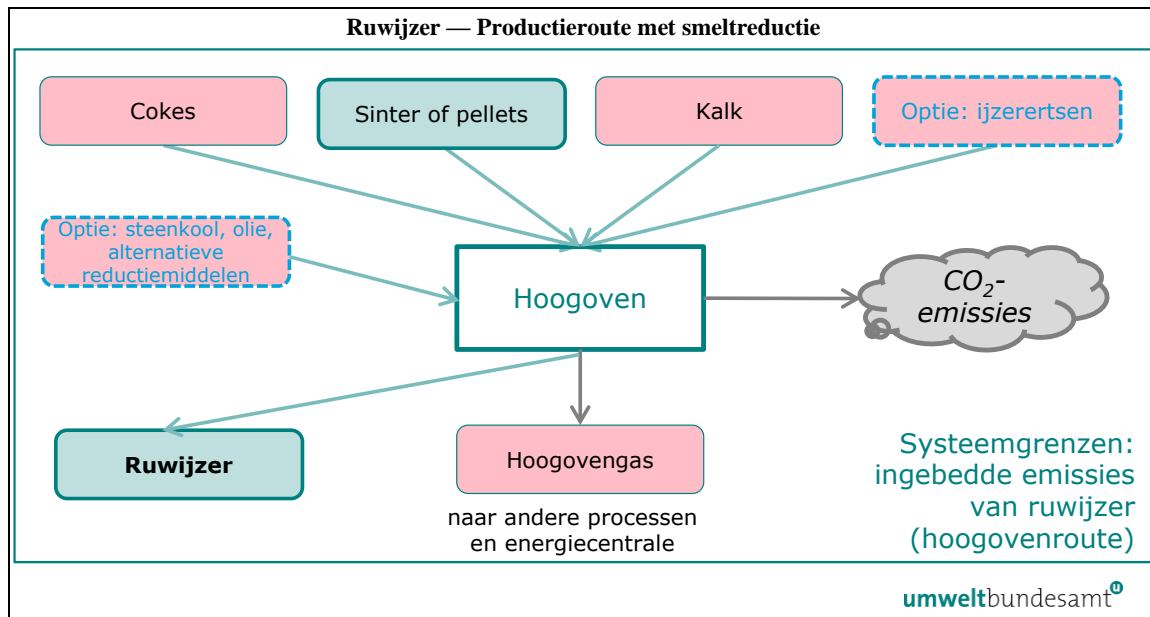 Ruwijzer — Productieroute met smeltreductie
Cokes
Sinter of pellets
Kalk
Optie: ijzerertsen
Optie: steenkool, olie,
alternatieve
reductiemiddelen
Hoogoven
CO₂-
emissies
Ruwijzer
Hoogovengas
naar andere processen
en energiecentrale
Systeemgrenzen:
ingebedde emissies
van ruwijzer
(hoogovenroute)
umweltbundesamtᵘ